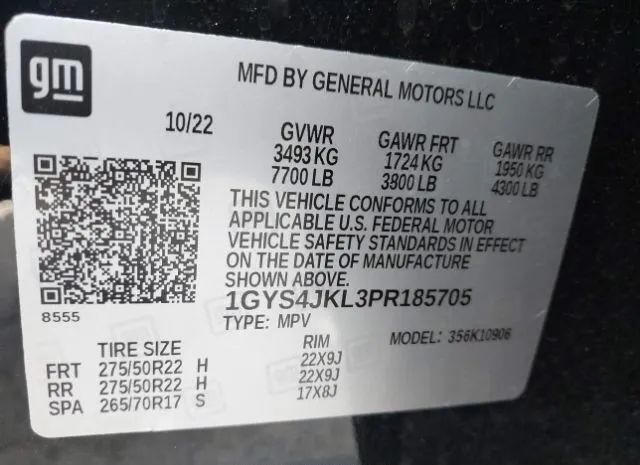 gm
MFD BY GENERAL MOTORS LLC
10/22
GVWR GAWR FRT GAWR RR
3493 KG 1724 KG 1950 KG
7700 LB 3800 LB 4300 LB
THIS VEHICLE CONFORMS TO ALL
APPLICABLE U.S. FEDERAL MOTOR
VEHICLE SAFETY STANDARDS IN EFFECT
ON THE DATE OF MANUFACTURE
SHOWN ABOVE.
1GYS4JKL3PR185705
8555
TYPE: MPV MODEL: 356K10906
TIRE SIZE RIM
FRT 275/50R22 H 22X9J
RR 275/50R22 H 22X9J
SPA 265/70R17 S 17X8J